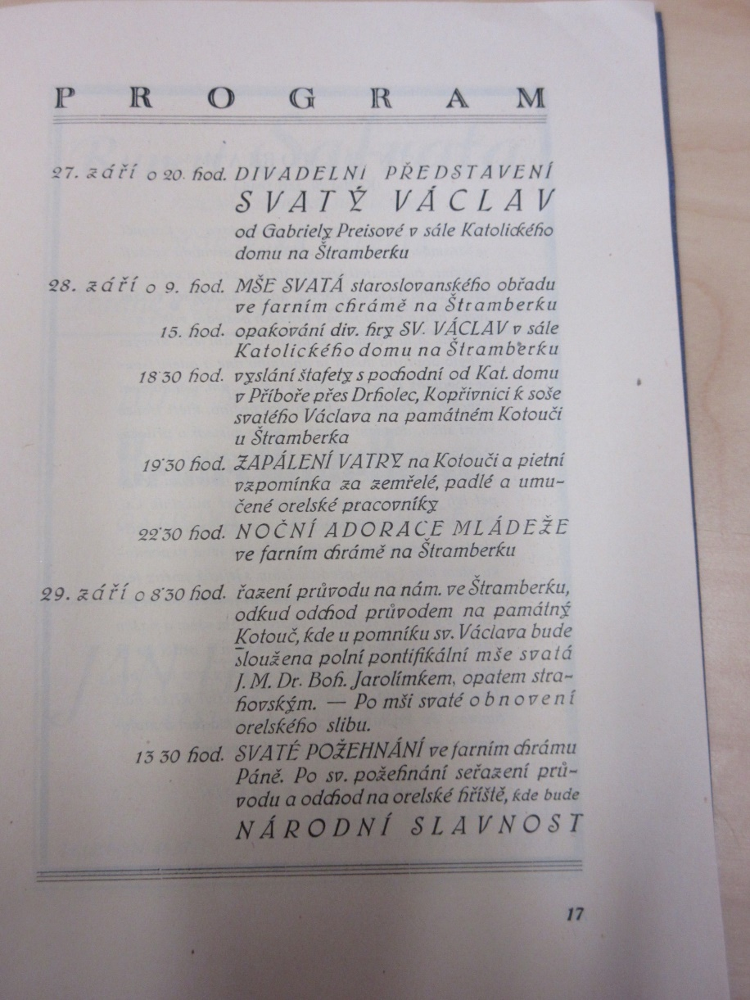 PROGRAM
27. září o 20. hod. DIVADELNÍ PŘEDSTAVENÍ
SVATÝ VÁCLAV
od Gabriely Preisové v sále Katolického
domu na Štramberku
28. září o 9. hod. MŠE SVATÁ staroslovanského obřadu
ve farním chrámě na Štramberku
15. hod. opakování div. hry SV. VÁCLAV v sále
Katolického domu na Štramberku
18·30 hod. vyslání štafety s pochodní od Kat. domu
v Příboře přes Drholec, Kopřivnici k soše
svatého Václava na památném Kotouči
u Štramberka
19·30 hod. ZAPÁLENÍ VATRY na Kotouči a pietní
vzpomínka za zemřelé, padlé a umu-
čené orelské pracovníky
22·30 hod. NOČNÍ ADORACE MLÁDEŽE
ve farním chrámě na Štramberku
29. září o 8·30 hod. řazení průvodu na nám. ve Štramberku,
odkud odchod průvodem na památný
Kotouč, kde u pomníku sv. Václava bude
sloužena polní pontifikální mše svatá
J. M. Dr. Boh. Jarolímkem, opatem stra-
hovským. — Po mši svaté obnovení
orelského slibu.
13 30 hod. SVATÉ POŽEHNÁNÍ ve farním chrámu
Páně. Po sv. požehnání seřazení prů-
vodu a odchod na orelské hříště, kde bude
NÁRODNÍ SLAVNOST
17